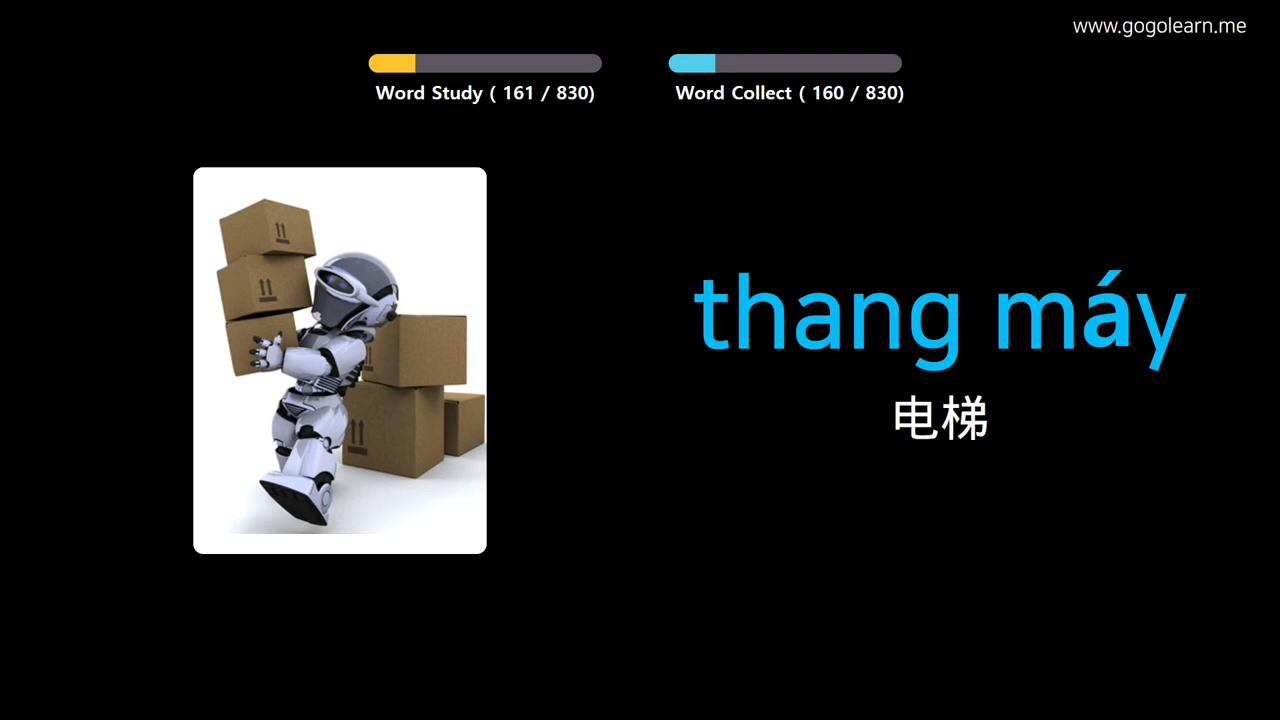 www.gogolearn.me
Word Study ( 161 / 830)
Word Collect ( 160 / 830)
thang máy
电梯